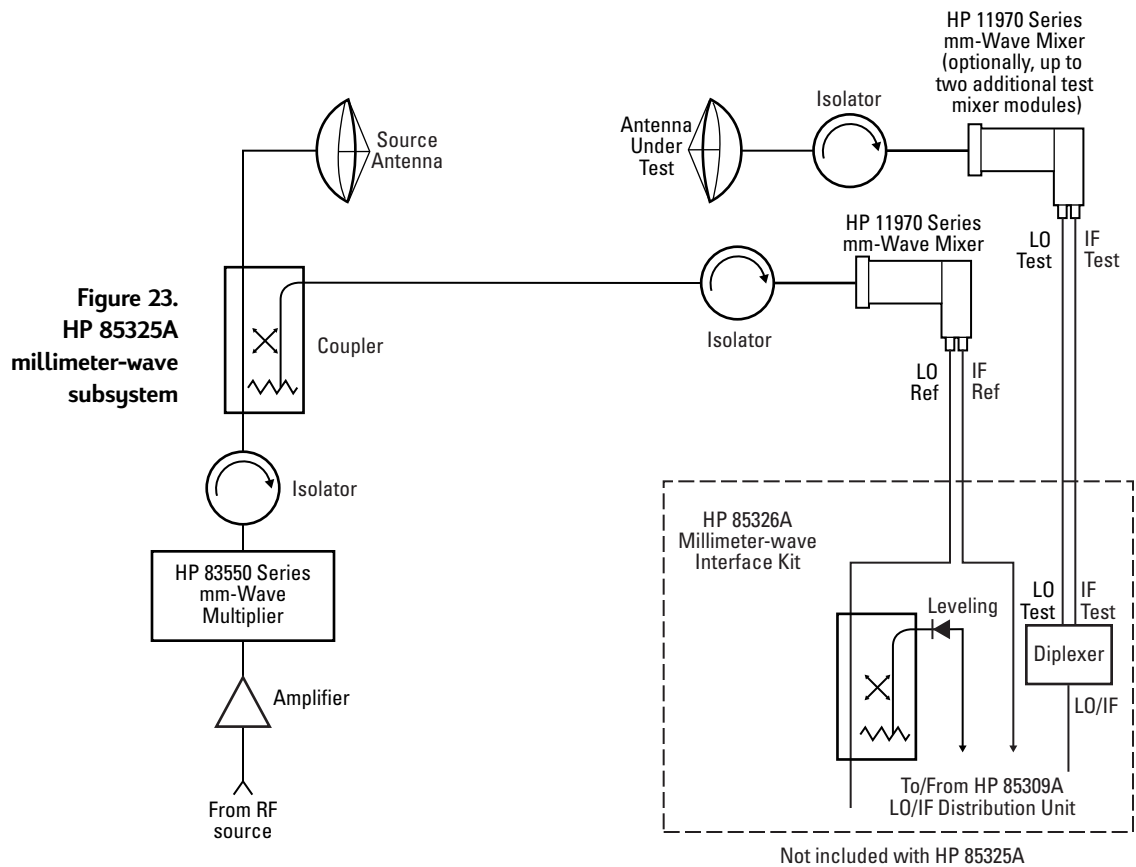 HP 11970 Series
mm-Wave Mixer
(optionally, up to
two additional test
mixer modules)
Isolator
Antenna
Under
Test
Source
Antenna
LO
Test
IF
Test
HP 11970 Series
mm-Wave Mixer
Isolator
LO
Ref
IF
Ref
Figure 23.
HP 85325A
millimeter-wave
subsystem
Coupler
Isolator
HP 83550 Series
mm-Wave
Multiplier
Amplifier
From RF
source
HP 85326A
Millimeter-wave
Interface Kit
Leveling
LO
Test
IF
Test
Diplexer
LO/IF
To/From HP 85309A
LO/IF Distribution Unit
Not included with HP 85325A